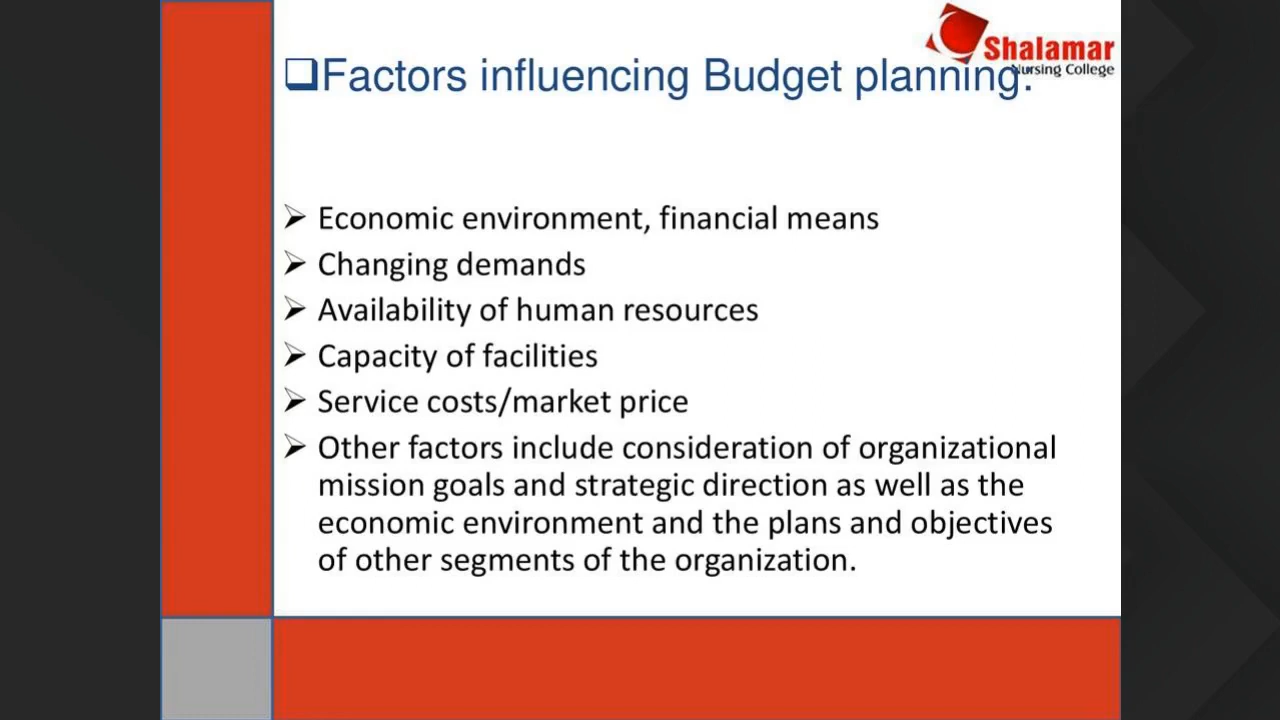 Shalamar
Nursing College
Factors influencing Budget planning:
Economic environment, financial means
Changing demands
Availability of human resources
Capacity of facilities
Service costs/market price
Other factors include consideration of organizational
mission goals and strategic direction as well as the
economic environment and the plans and objectives
of other segments of the organization.